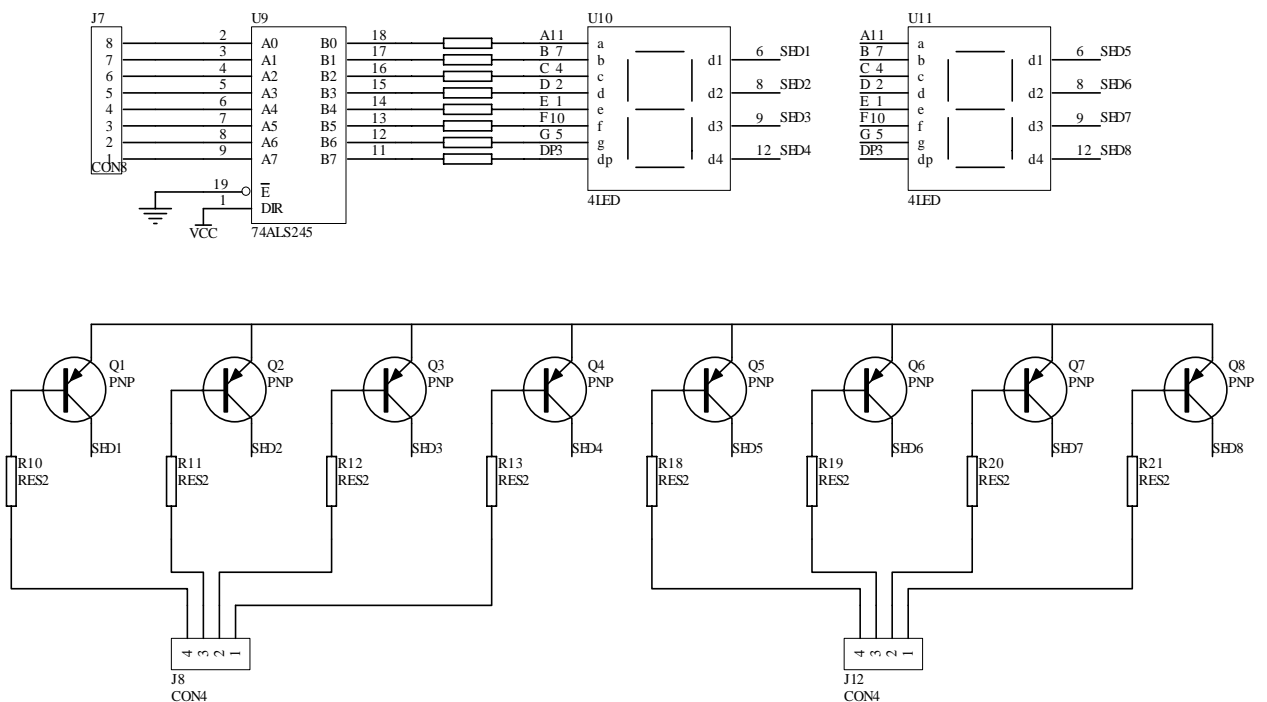 J7 U9 U10 U11
8 2 A0 B0 18 A11 a d1 6 SED1 A11 a d1 6 SED5
7 3 A1 B1 17 B 7 b B 7 b
6 4 A2 B2 16 C 4 c d2 8 SED2 C 4 c d2 8 SED6
5 5 A3 B3 15 D 2 d D 2 d
4 6 A4 B4 14 E 1 e d3 9 SED3 E 1 e d3 9 SED7
3 7 A5 B5 13 F10 f F10 f
2 8 A6 B6 12 G 5 g d4 12 SED4 G 5 g d4 12 SED8
1 9 A7 B7 11 DP3 dp DP3 dp
CON8
19 E
1 DIR
4LED 4LED
VCC 74ALS245
Q1 Q2 Q3 Q4 Q5 Q6 Q7 Q8
PNP PNP PNP PNP PNP PNP PNP PNP
SED1 SED2 SED3 SED4 SED5 SED6 SED7 SED8
R10 R11 R12 R13 R18 R19 R20 R21
RES2 RES2 RES2 RES2 RES2 RES2 RES2 RES2
4 3 2 1 4 3 2 1
J8 J12
CON4 CON4